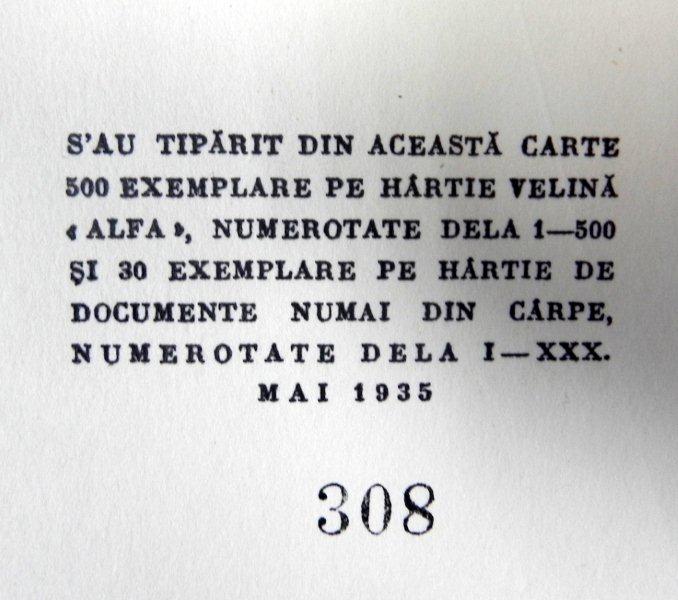 S'AU TIPĂRIT DIN ACEASTĂ CARTE
500 EXEMPLARE PE HÂRTIE VELINĂ
« ALFA », NUMEROTATE DELA 1—500
ȘI 30 EXEMPLARE PE HÂRTIE DE
DOCUMENTE NUMAI DIN CÂRPE,
NUMEROTATE DELA I—XXX.
MAI 1935
308